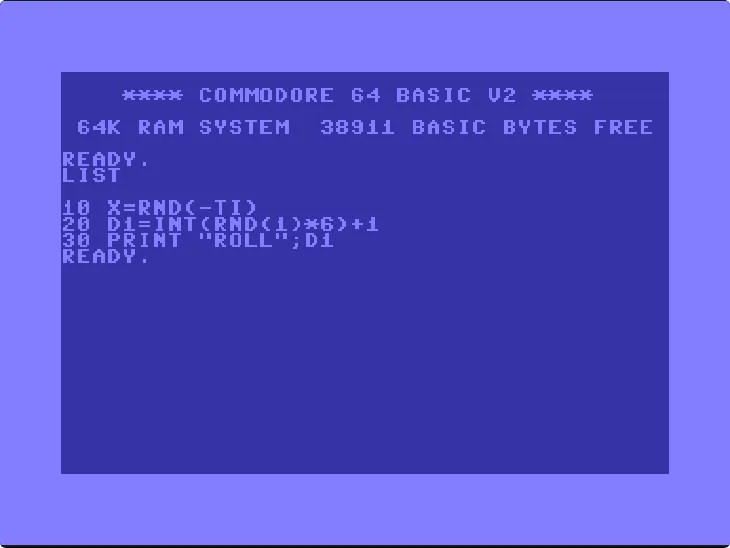 **** COMMODORE 64 BASIC V2 ****
64K RAM SYSTEM  38911 BASIC BYTES FREE
READY.
LIST
10 X=RND(-TI)
20 D1=INT(RND(1)*6)+1
30 PRINT "ROLL";D1
READY.